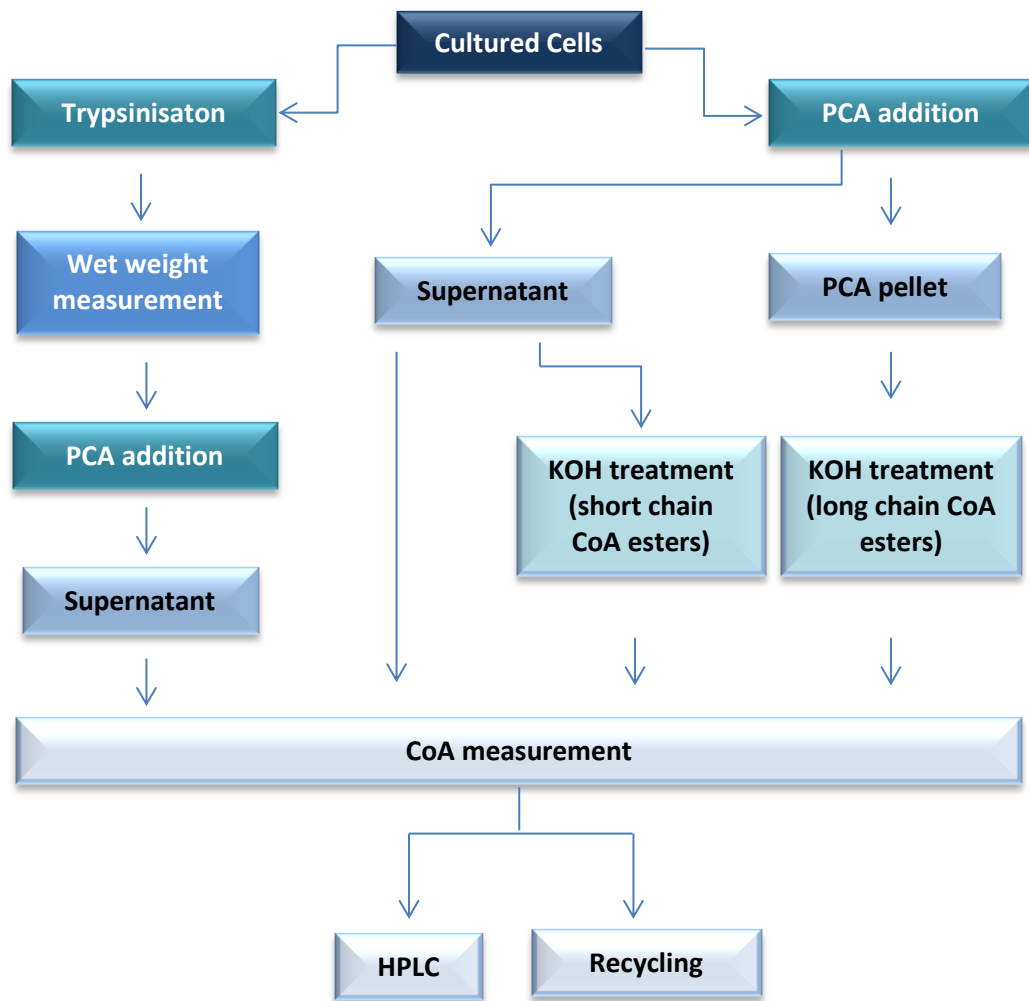 Cultured Cells
Trypsinisaton
PCA addition
Wet weight
measurement
Supernatant
PCA pellet
PCA addition
KOH treatment
(short chain
CoA esters)
KOH treatment
(long chain CoA
esters)
Supernatant
CoA measurement
HPLC
Recycling